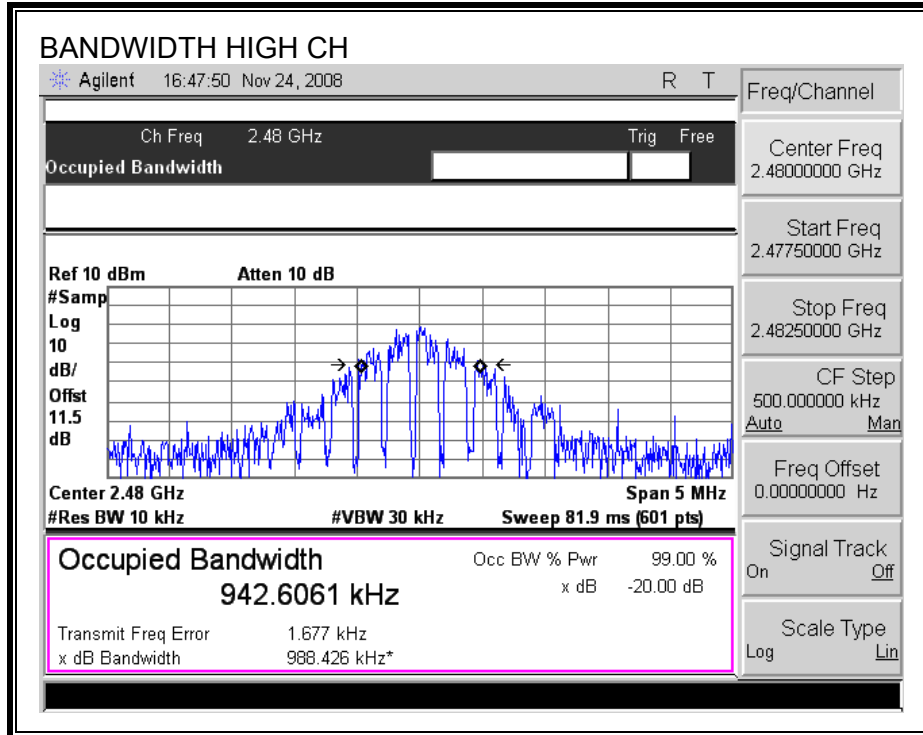 BANDWIDTH HIGH CH
Agilent 16:47:50 Nov 24, 2008 R T
Ch Freq 2.48 GHz Trig Free
Occupied Bandwidth
Ref 10 dBm Atten 10 dB
#Samp
Log
10
dB/
Offst
11.5
dB
Center 2.48 GHz Span 5 MHz
#Res BW 10 kHz #VBW 30 kHz Sweep 81.9 ms (601 pts)
Occupied Bandwidth Occ BW % Pwr 99.00 %
942.6061 kHz x dB -20.00 dB
Transmit Freq Error 1.677 kHz
x dB Bandwidth 988.426 kHz*
Freq/Channel
Center Freq
2.48000000 GHz
Start Freq
2.47750000 GHz
Stop Freq
2.48250000 GHz
CF Step
500.000000 kHz
Auto Man
Freq Offset
0.00000000 Hz
Signal Track
On Off
Scale Type
Log Lin